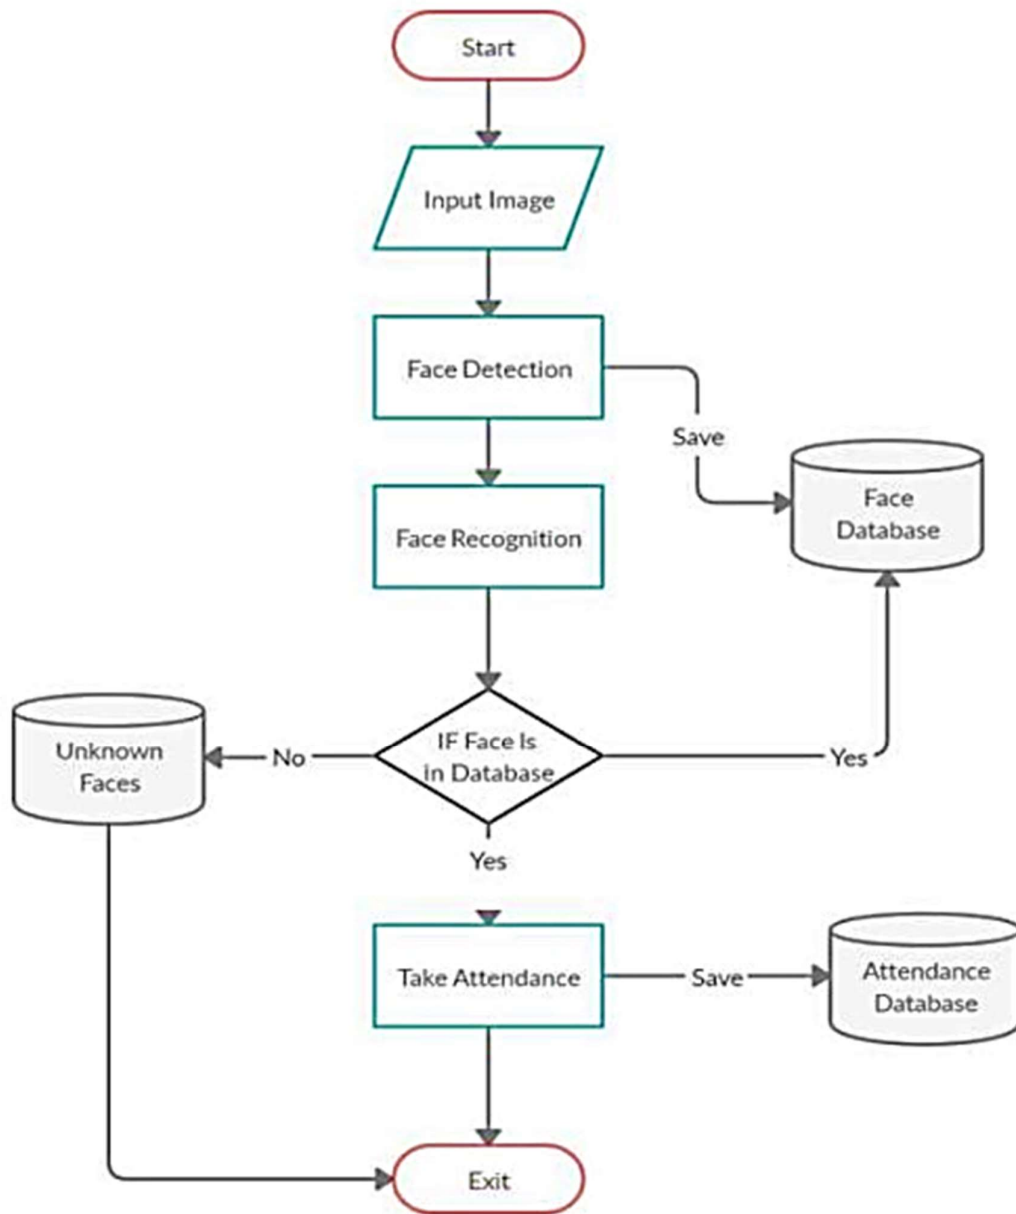 Start
Input Image
Face Detection
Save
Face
Database
Face Recognition
IF Face Is
in Database
No
Unknown
Faces
Yes
Yes
Take Attendance
Save
Attendance
Database
Exit